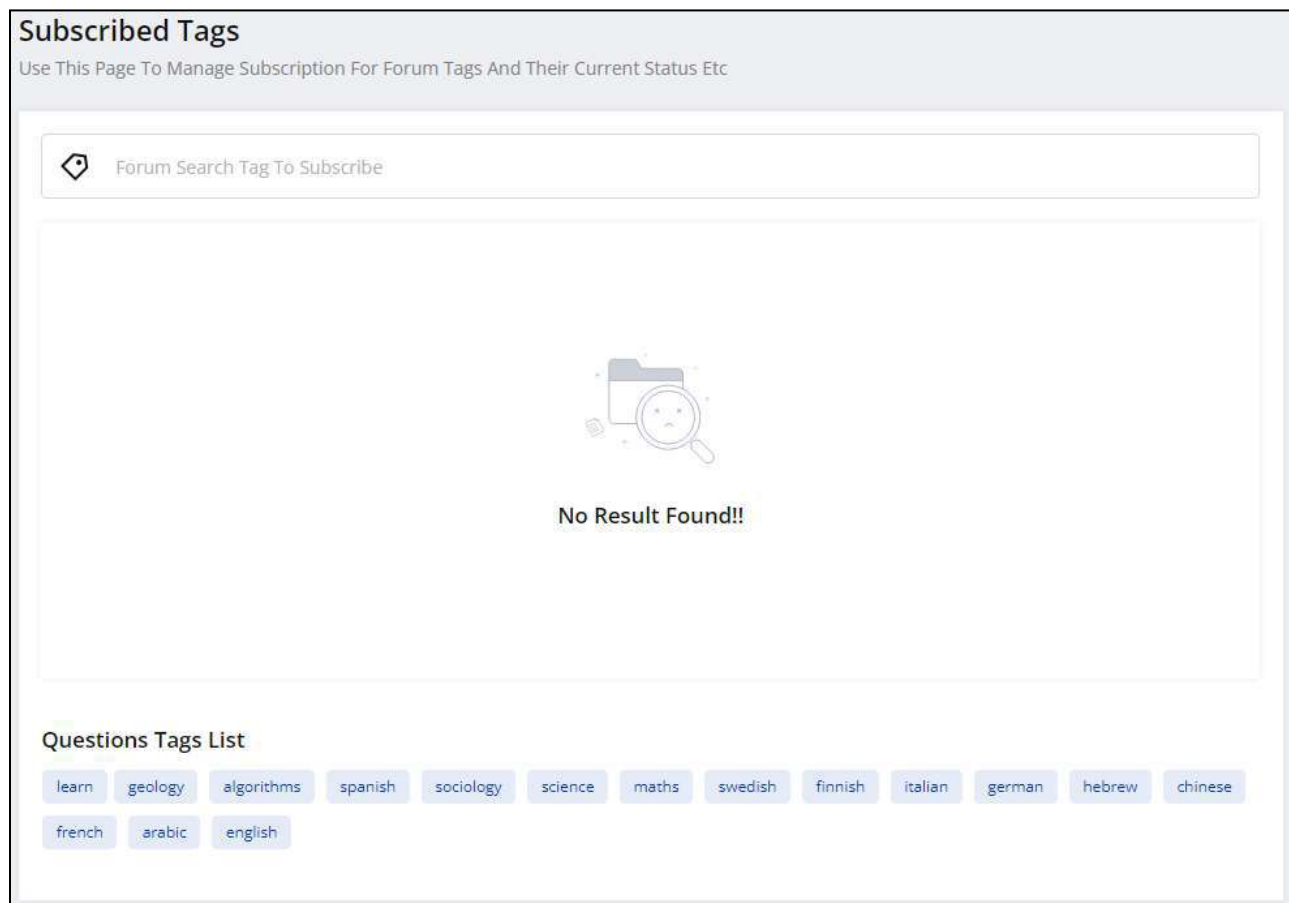 Subscribed Tags
Use This Page To Manage Subscription For Forum Tags And Their Current Status Etc
Forum Search Tag To Subscribe
No Result Found!!
Questions Tags List
learn geology algorithms spanish sociology science maths swedish finnish italian german hebrew chinese
french arabic english